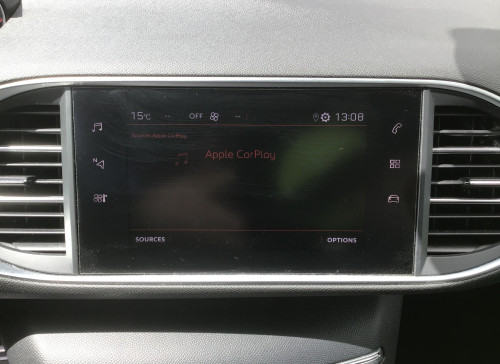 15°C -- OFF -- 13:08
Apple CarPlay
N
SOURCES OPTIONS